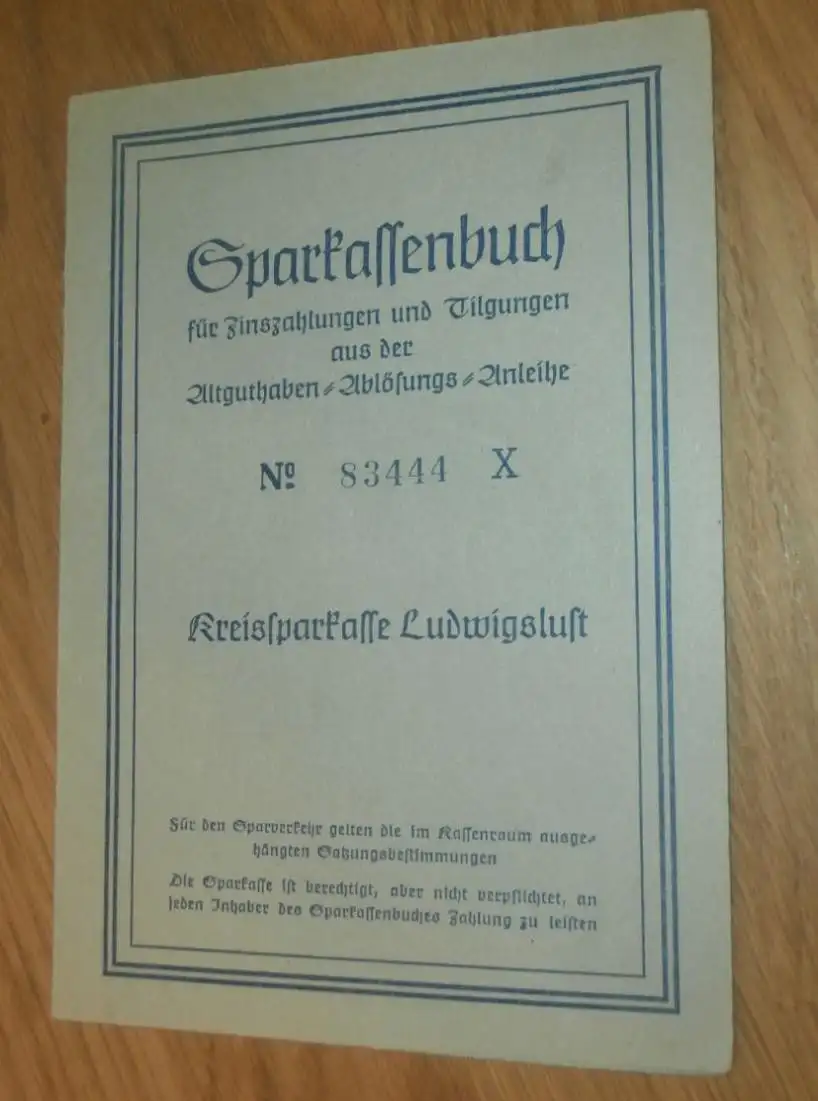 Sparkassenbuch
für Zinszahlungen und Tilgungen
aus der
Altguthaben-Ablösungs-Anleihe
Nº 83444 X
Kreissparkasse Ludwigslust
Für den Sparverkehr gelten die im Kassenraum ausge-
hängten Satzungsbestimmungen
Die Sparkasse ist berechtigt, aber nicht verpflichtet, an
jeden Inhaber des Sparkassenbuches Zahlung zu leisten